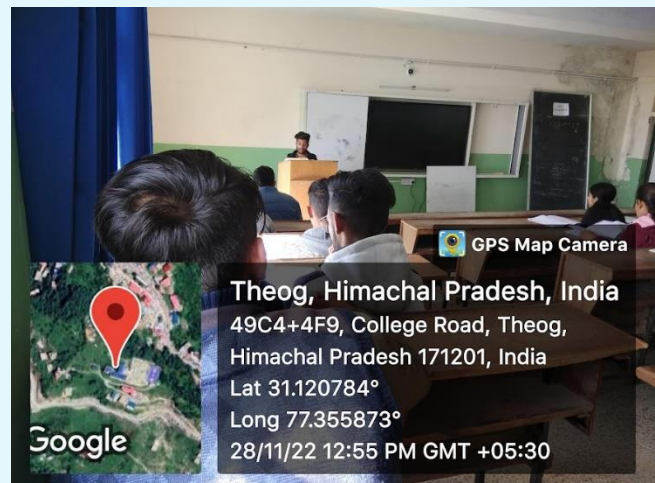 GPS Map Camera
Theog, Himachal Pradesh, India
49C4+4F9, College Road, Theog,
Himachal Pradesh 171201, India
Lat 31.120784°
Long 77.355873°
28/11/22 12:55 PM GMT +05:30
Google